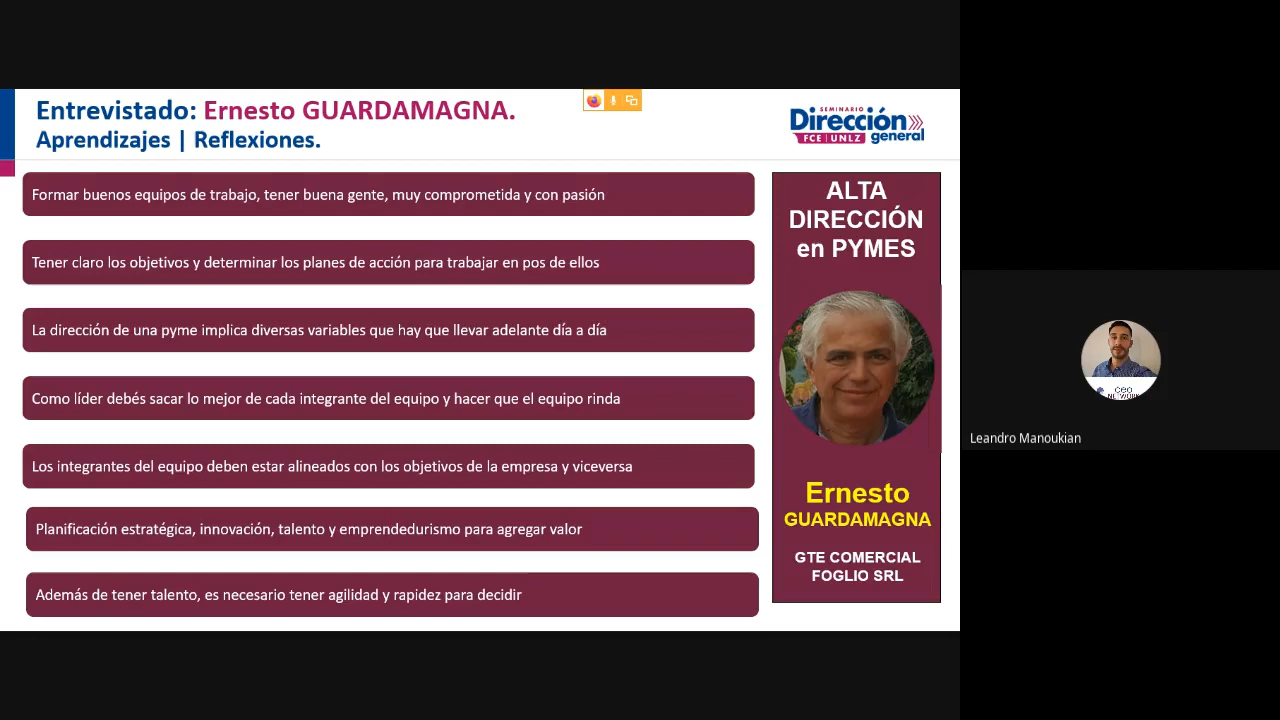 Entrevistado: Ernesto GUARDAMAGNA.
Aprendizajes | Reflexiones.
SEMINARIO
Dirección
general
FCE | UNLZ
Formar buenos equipos de trabajo, tener buena gente, muy comprometida y con pasión
Tener claro los objetivos y determinar los planes de acción para trabajar en pos de ellos
La dirección de una pyme implica diversas variables que hay que llevar adelante día a día
Como líder debés sacar lo mejor de cada integrante del equipo y hacer que el equipo rinda
Los integrantes del equipo deben estar alineados con los objetivos de la empresa y viceversa
Planificación estratégica, innovación, talento y emprendedurismo para agregar valor
Además de tener talento, es necesario tener agilidad y rapidez para decidir
ALTA
DIRECCIÓN
en PYMES
Ernesto
GUARDAMAGNA
GTE COMERCIAL
FOGLIO SRL
ceo
NETWORK
Leandro Manoukian